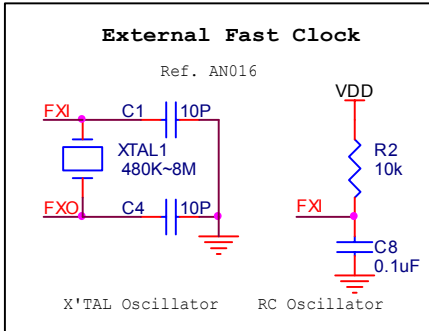 External Fast Clock
Ref. AN016
VDD
FXI C1 10P
XTAL1
480K~8M
R2
10k
FXO C4 10P
FXI
C8
0.1uF
X'TAL Oscillator RC Oscillator